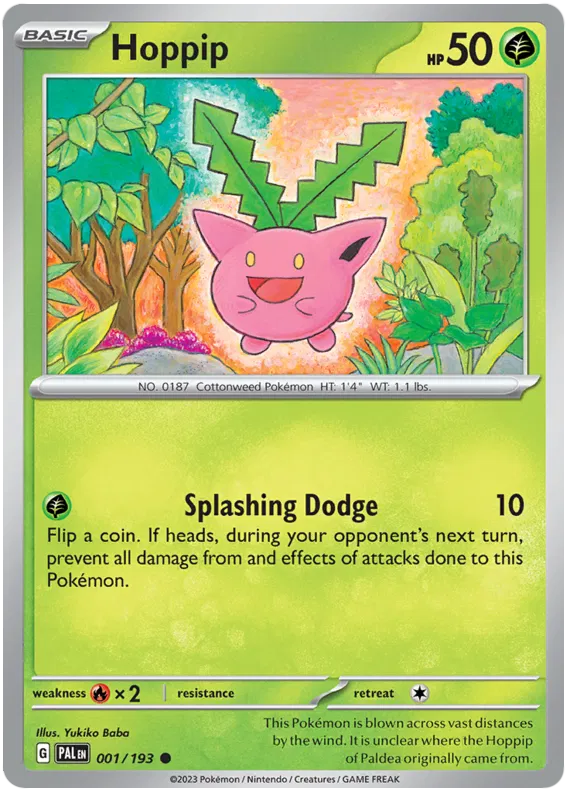 BASIC Hoppip HP 50
NO. 0187 Cottonweed Pokémon HT: 1'4" WT: 1.1 lbs.
Splashing Dodge 10
Flip a coin. If heads, during your opponent's next turn,
prevent all damage from and effects of attacks done to this
Pokémon.
weakness ×2 resistance retreat
Illus. Yukiko Baba
G PAL EN 001/193
This Pokémon is blown across vast distances
by the wind. It is unclear where the Hoppip
of Paldea originally came from.
©2023 Pokémon / Nintendo / Creatures / GAME FREAK